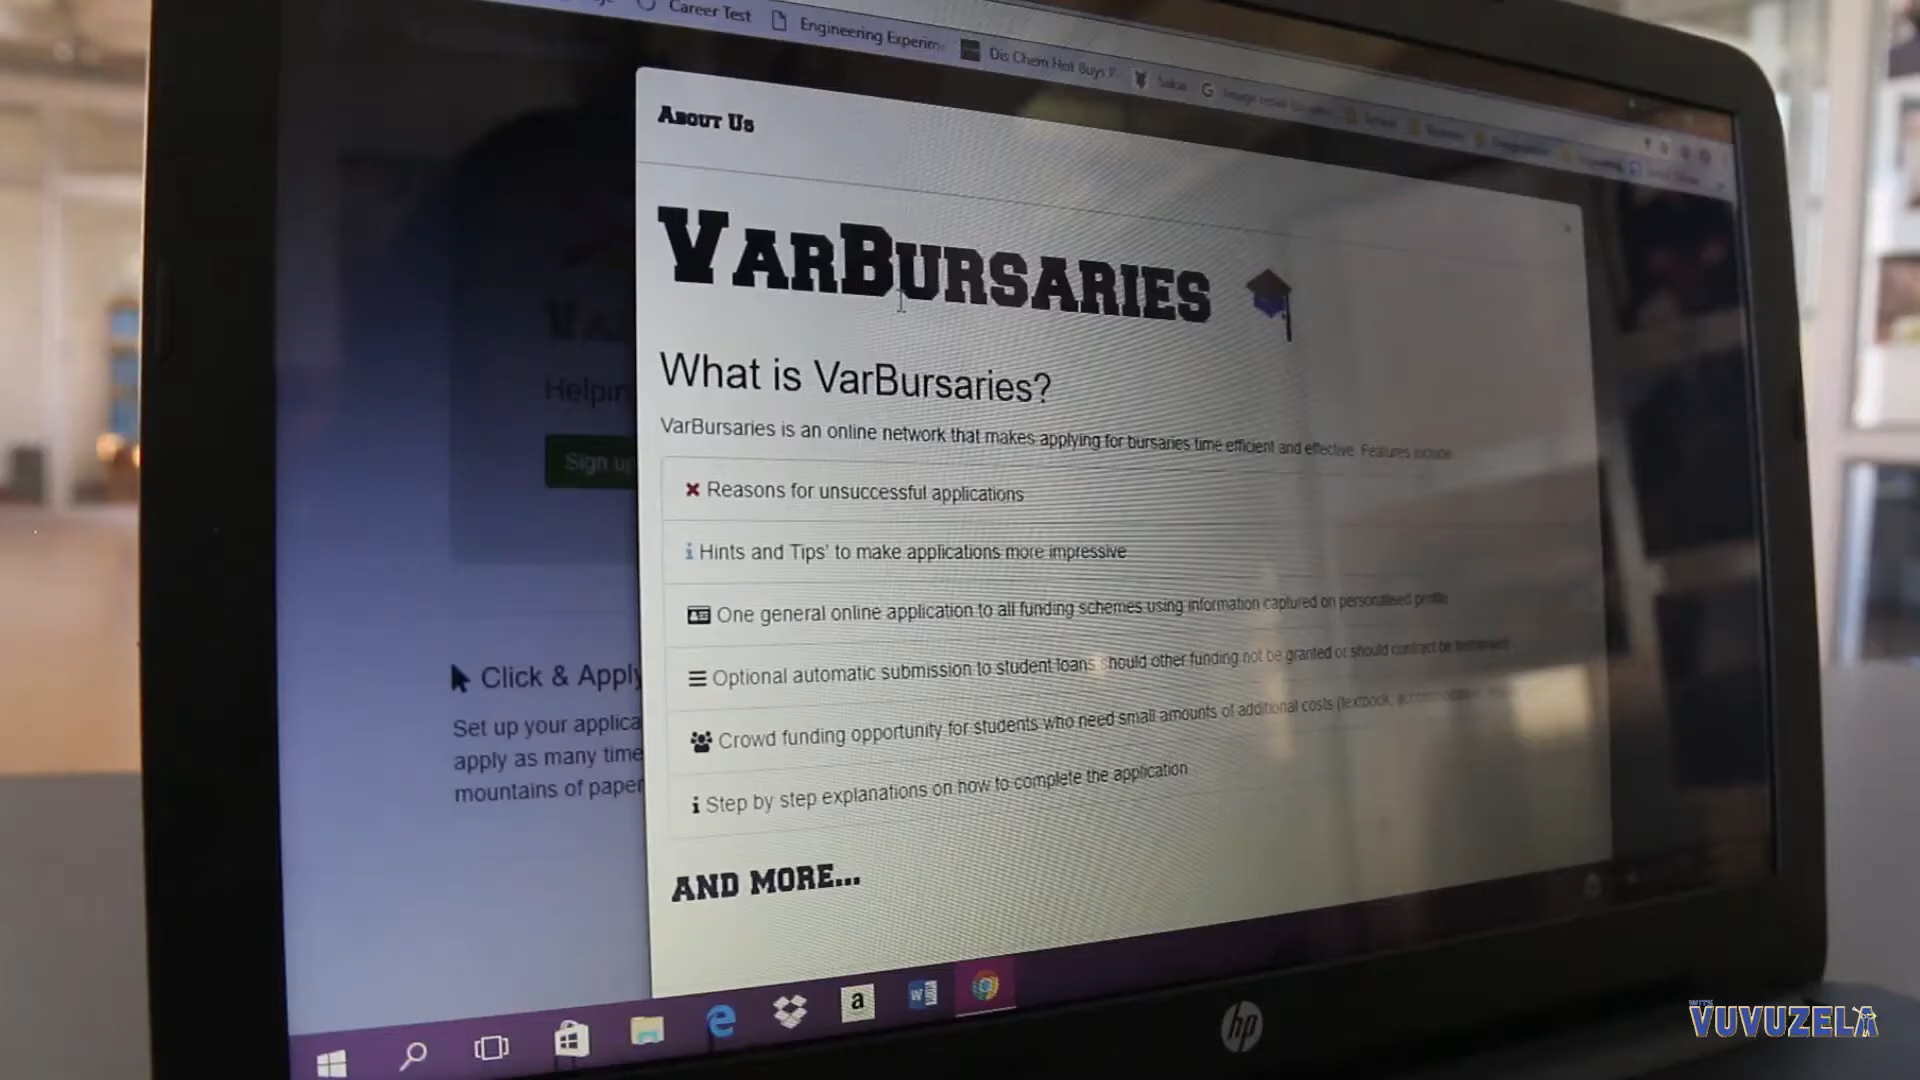 Career Test
Engineering Experim
Dis Chem Hot Buys
Sakai
About Us
VarBursaries
What is VarBursaries?
VarBursaries is an online network that makes applying for bursaries time efficient and effective. Features include
Reasons for unsuccessful applications
Hints and Tips' to make applications more impressive
One general online application to all funding schemes using information captured on personalised profile
Optional automatic submission to student loans should other funding not be granted or should contract be terminated
Crowd funding opportunity for students who need small amounts of additional costs (textbook,
Step by step explanations on how to complete the application
AND MORE...
Helpin
Sign up
Click & Apply
Set up your applica
apply as many time
mountains of paper
hp
WITS
VUVUZELA